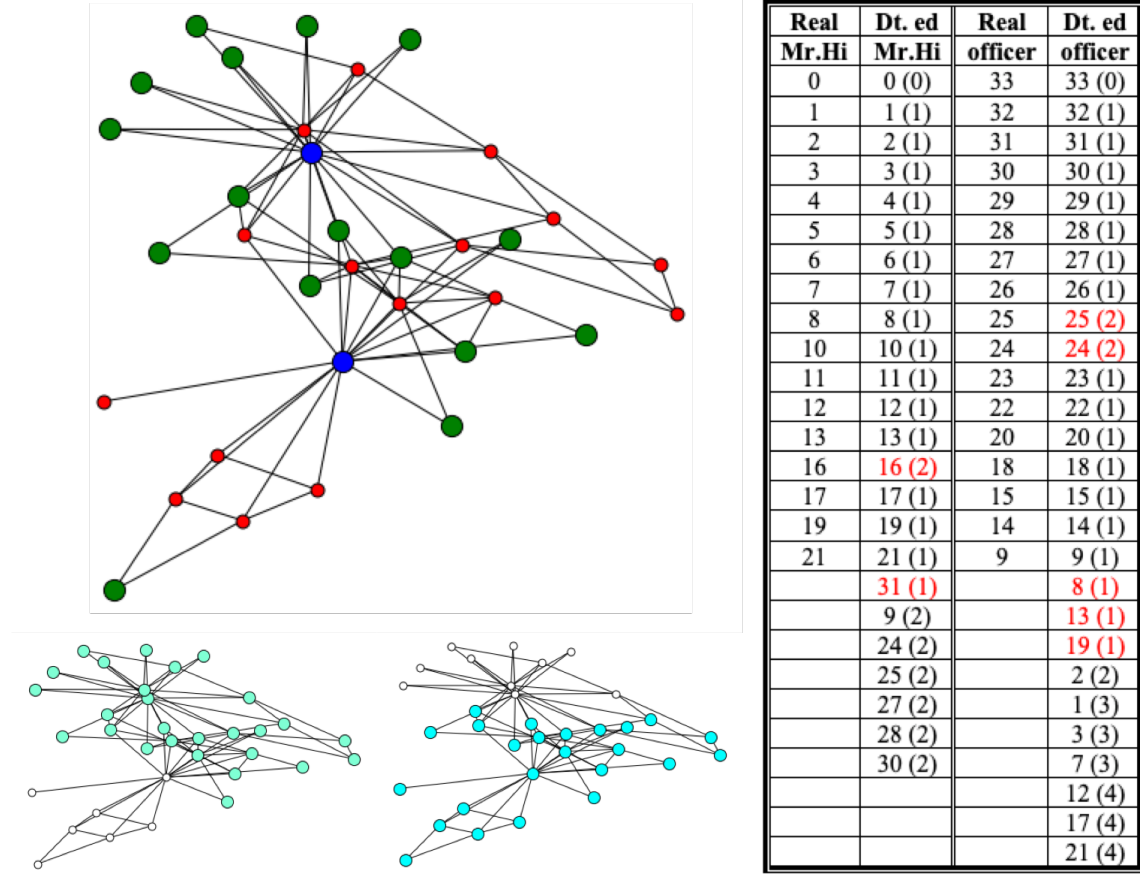 Real Dt. ed Real Dt. ed
Mr.Hi Mr.Hi officer officer
0 0 (0) 33 33 (0)
1 1 (1) 32 32 (1)
2 2 (1) 31 31 (1)
3 3 (1) 30 30 (1)
4 4 (1) 29 29 (1)
5 5 (1) 28 28 (1)
6 6 (1) 27 27 (1)
7 7 (1) 26 26 (1)
8 8 (1) 25 25 (2)
10 10 (1) 24 24 (2)
11 11 (1) 23 23 (1)
12 12 (1) 22 22 (1)
13 13 (1) 20 20 (1)
16 16 (2) 18 18 (1)
17 17 (1) 15 15 (1)
19 19 (1) 14 14 (1)
21 21 (1) 9 9 (1)
31 (1) 8 (1)
9 (2) 13 (1)
24 (2) 19 (1)
25 (2) 2 (2)
27 (2) 1 (3)
28 (2) 3 (3)
30 (2) 7 (3)
12 (4)
17 (4)
21 (4)